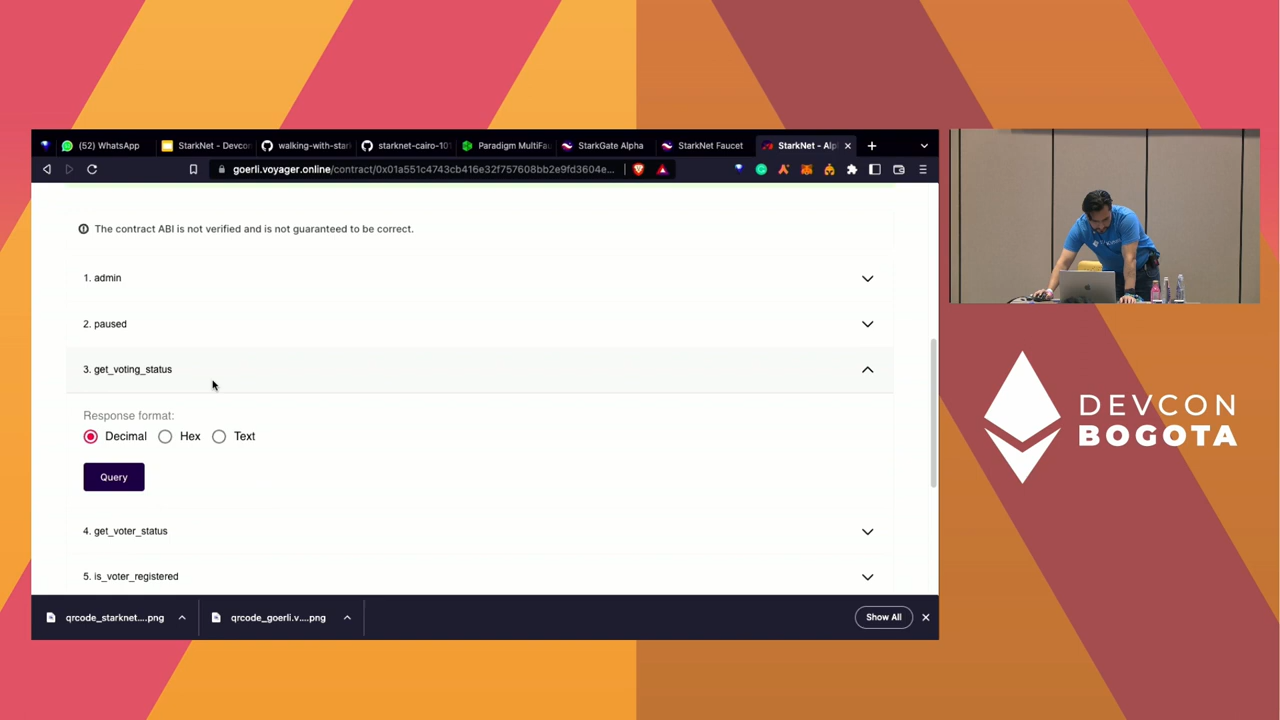 (52) WhatsApp
StarkNet - Devcon
walking-with-stark
starknet-cairo-101
Paradigm MultiFau
StarkGate Alpha
StarkNet Faucet
StarkNet - Alp
goerli.voyager.online/contract/0x01a551c4743cb416e32f757608bb2e9fd3604e...
The contract ABI is not verified and is not guaranteed to be correct.
1. admin
2. paused
3. get_voting_status
Response format:
Decimal
Hex
Text
Query
4. get_voter_status
5. is_voter_registered
qrcode_starknet....png
qrcode_goerli.v....png
Show All
DEVCON
BOGOTA